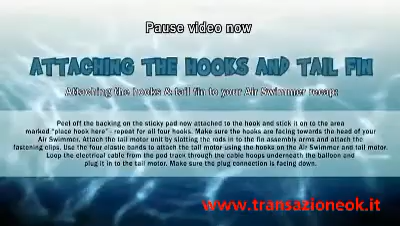 Pause video now
ATTACHING THE HOOKS AND TAIL FIN
Attaching the hooks & tail fin to your Air Swimmer recap:
Peel off the backing on the sticky pad now attached to the hook and stick it on to the area
marked "place hook here" - repeat for all four hooks. Make sure the hooks are facing towards the head of your
Air Swimmer. Attach the tail motor unit by slotting the rods in to the fin assembly arms and attach the
fastening clips. Use the four elastic bands to attach the tail motor using the hooks on the Air Swimmer and tail motor.
Loop the electrical cable from the pod track through the cable hoops underneath the balloon and
plug it in to the tail motor. Make sure the plug connection is facing down.
www.transazioneok.it